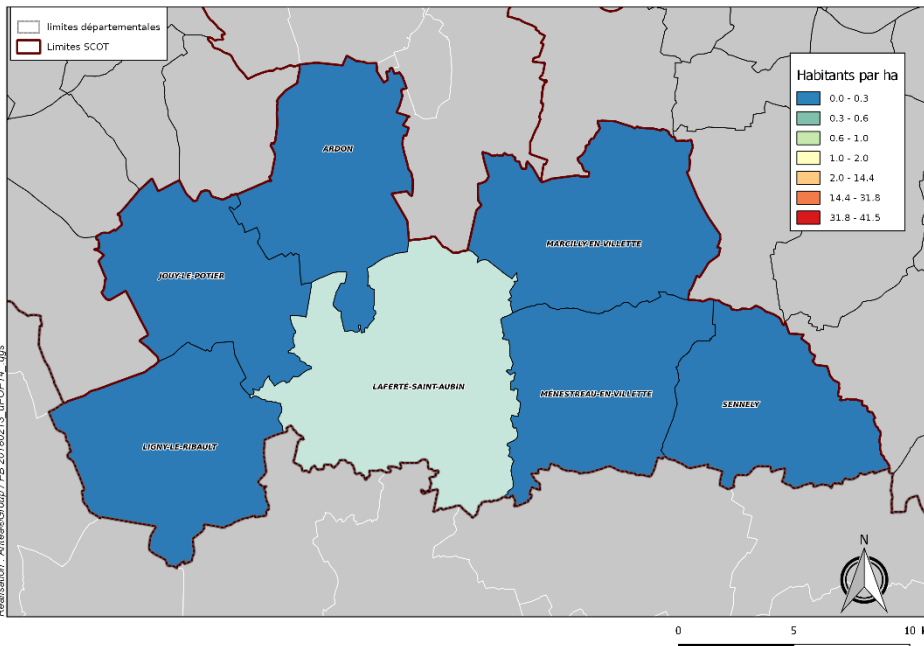 limites départementales
Limites SCOT
Habitants par ha
0.0 - 0.3
0.3 - 0.6
0.6 - 1.0
1.0 - 2.0
2.0 - 14.4
14.4 - 31.8
31.8 - 41.5
ARDON
MARCILLY-EN-VILLETTE
JOUY-LE-POTIER
LAFERTÉ-SAINT-AUBIN
MÉNESTREAU-EN-VILLETTE
SENNELY
LIGNY-LE-RIBAULT
N
0 5 10